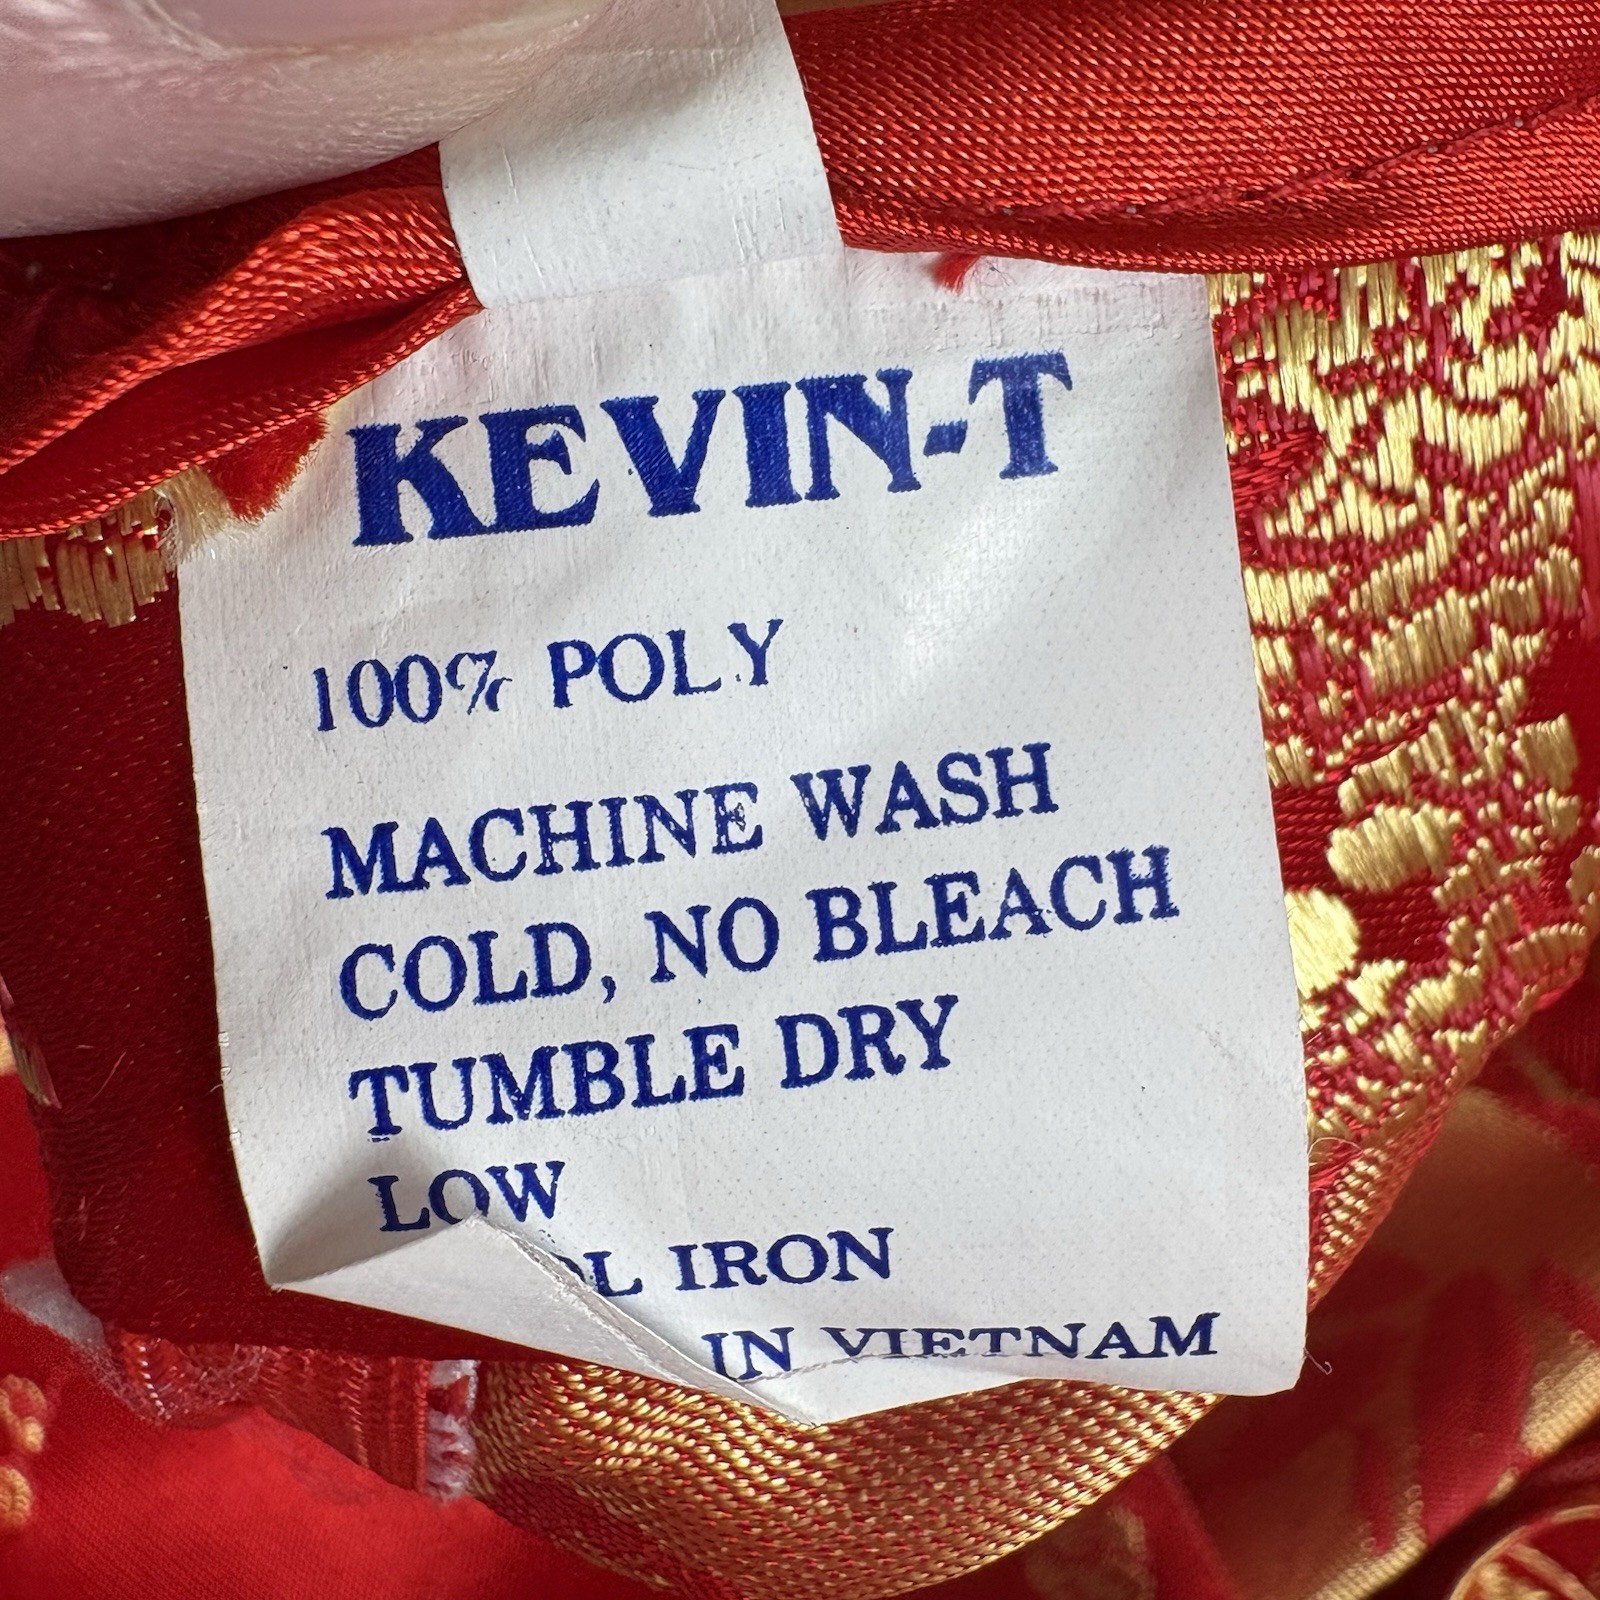 KEVIN-T
100% POLY
MACHINE WASH
COLD, NO BLEACH
TUMBLE DRY
LOW
IRON
IN VIETNAM